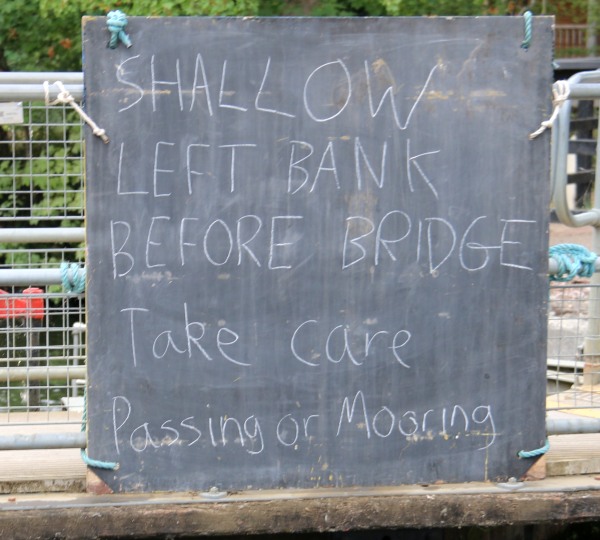 SHALLOW
LEFT BANK
BEFORE BRIDGE
Take care
Passing or Mooring